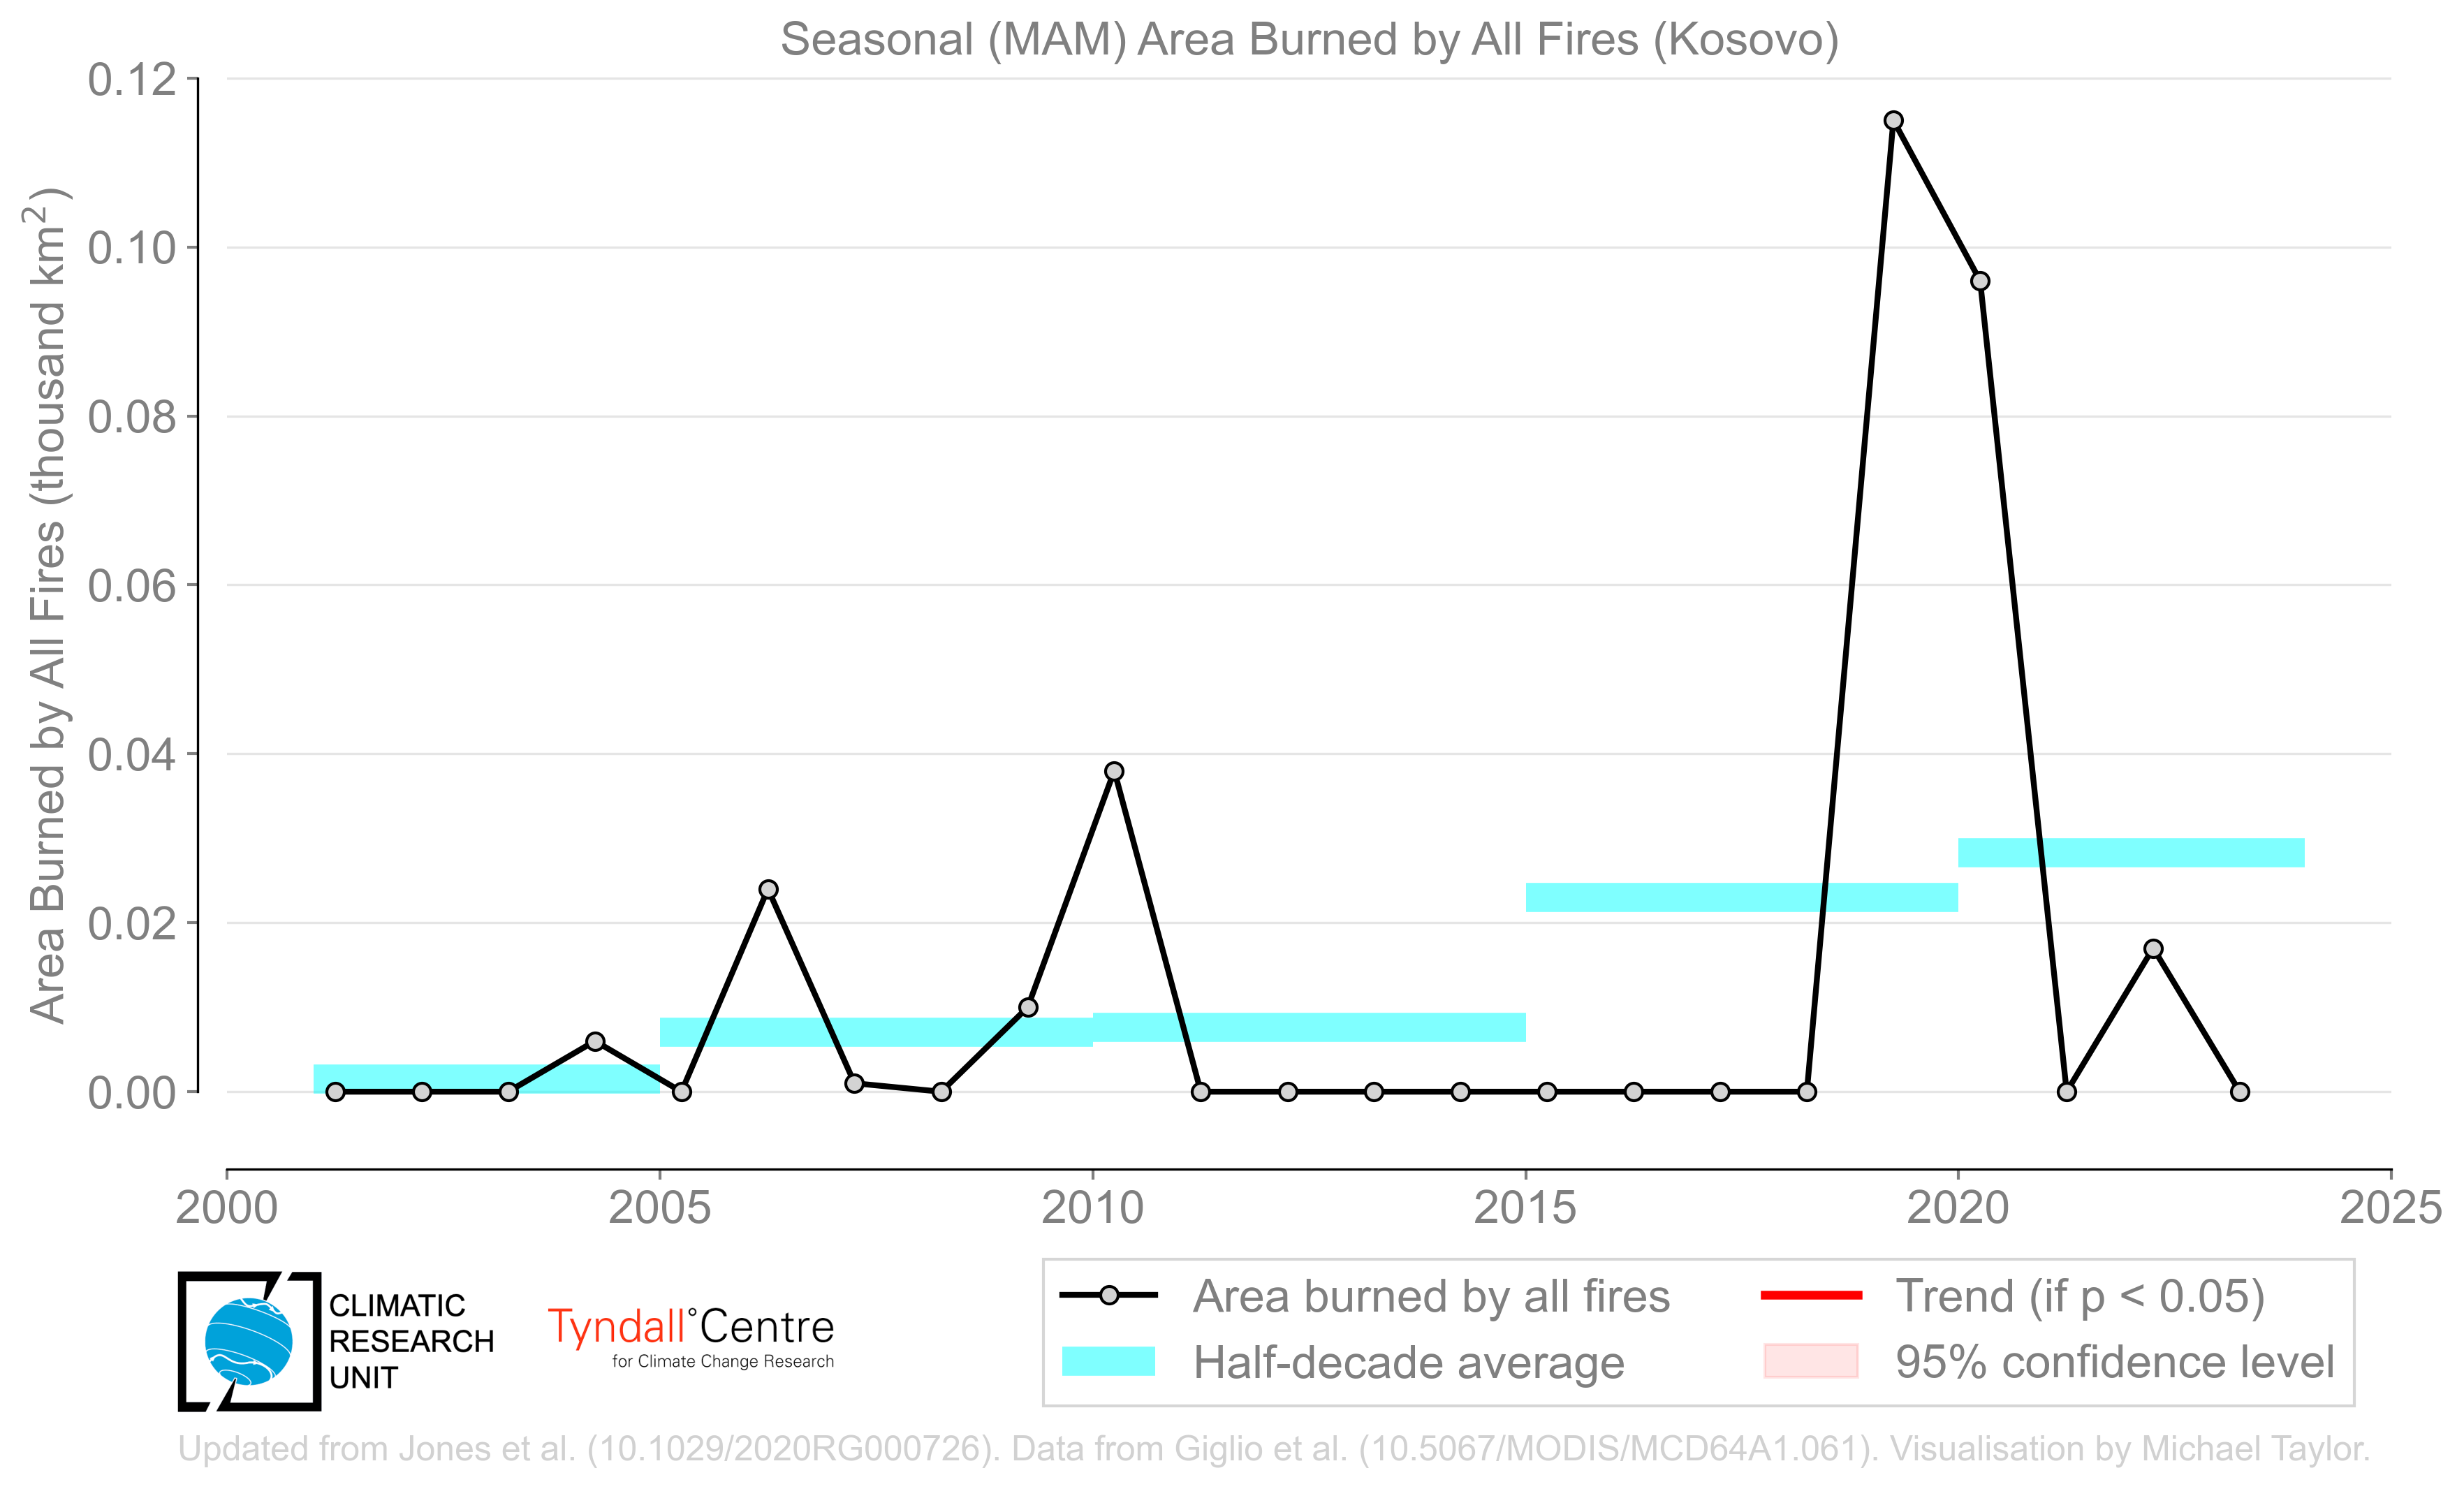 Seasonal (MAM) Area Burned by All Fires (Kosovo)
Area Burned by All Fires (thousand km²)
0.12
0.10
0.08
0.06
0.04
0.02
0.00
2000
2005
2010
2015
2020
2025
CLIMATIC
RESEARCH
UNIT
Tyndall°Centre
for Climate Change Research
Area burned by all fires
Half-decade average
Trend (if p < 0.05)
95% confidence level
Updated from Jones et al. (10.1029/2020RG000726). Data from Giglio et al. (10.5067/MODIS/MCD64A1.061). Visualisation by Michael Taylor.